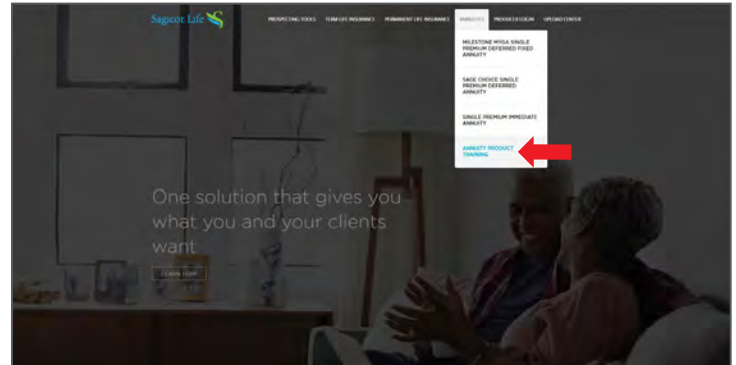 Sagicor Life
PROSPECTING TOOLS TERM LIFE INSURANCE PERMANENT LIFE INSURANCE ANNUITIES PRODUCER LOGIN UPLOAD CENTER
MILESTONE MYGA SINGLE
PREMIUM DEFERRED FIXED
ANNUITY
SAGE CHOICE SINGLE
PREMIUM DEFERRED
ANNUITY
SINGLE PREMIUM IMMEDIATE
ANNUITY
ANNUITY PRODUCT
TRAINING
One solution that gives you
what you and your clients
want
LEARN HOW